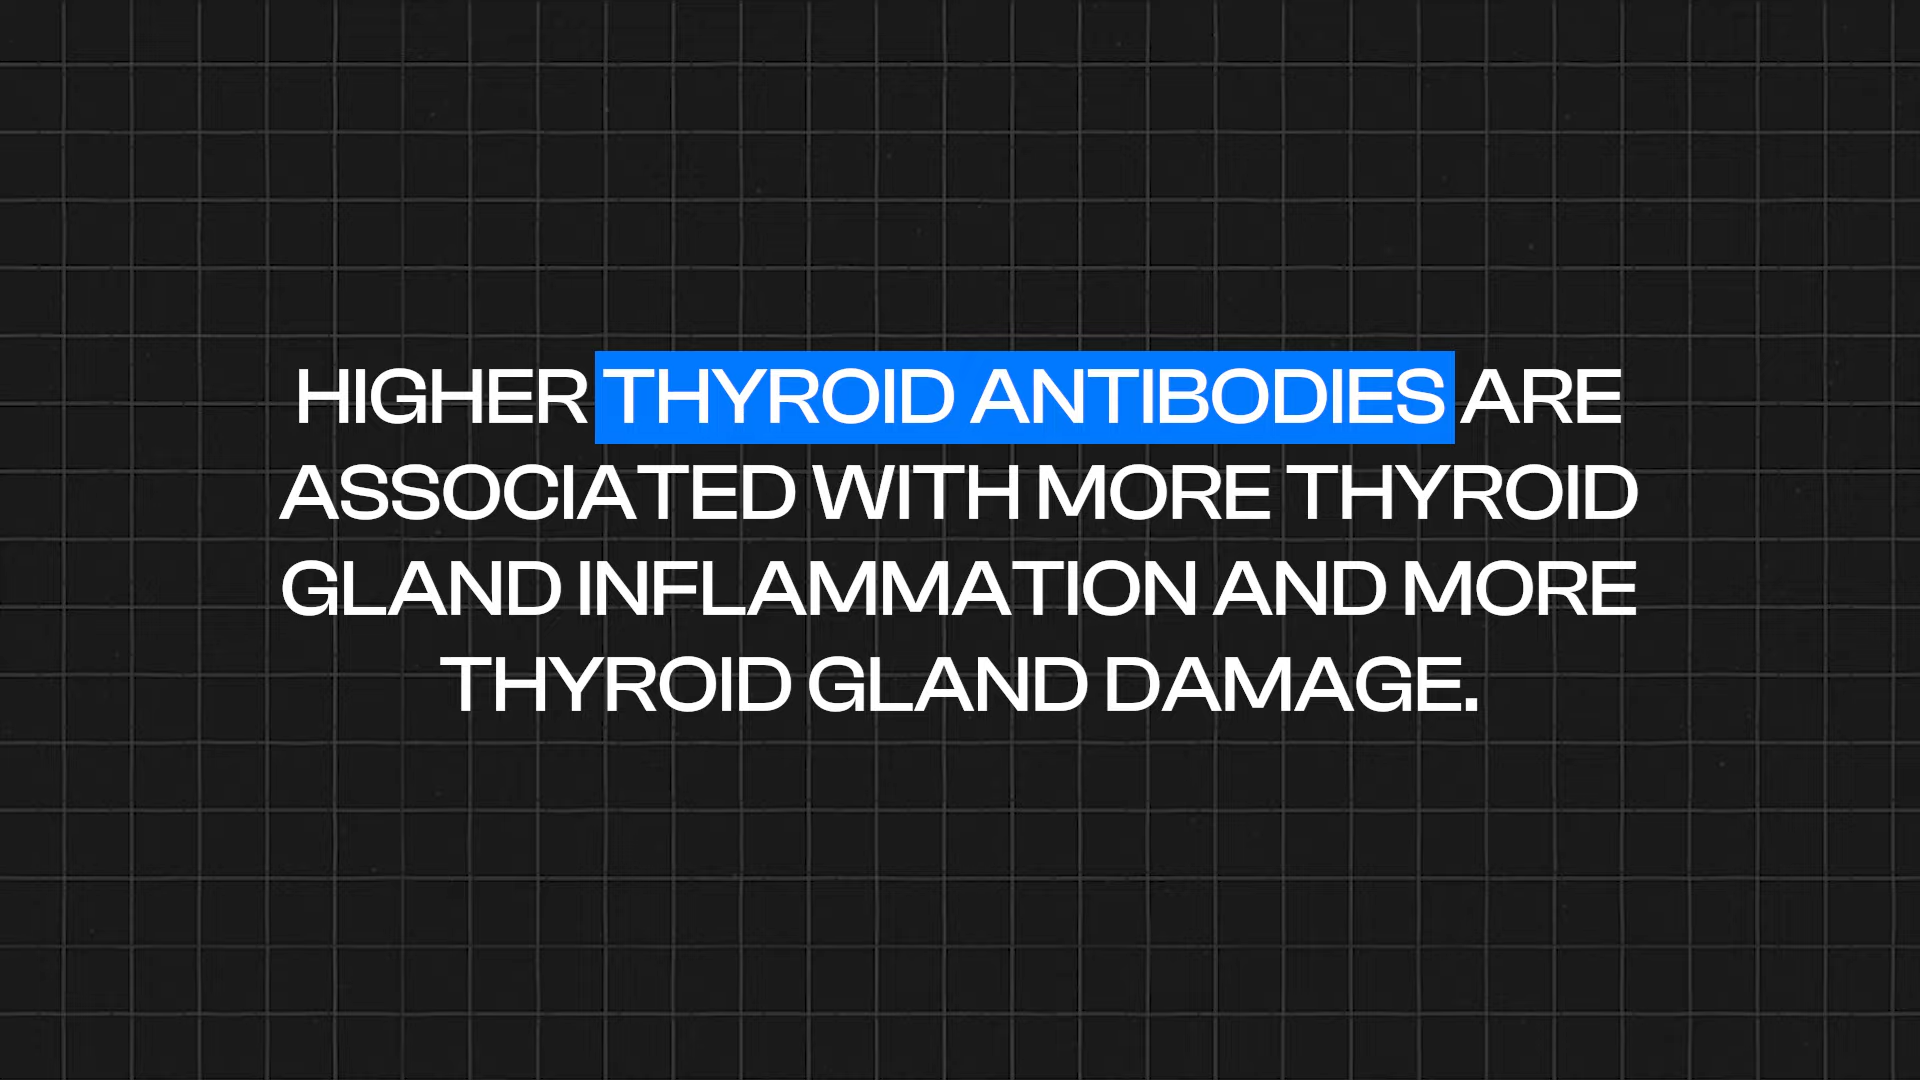 HIGHER THYROID ANTIBODIES ARE
ASSOCIATED WITH MORE THYROID
GLAND INFLAMMATION AND MORE
THYROID GLAND DAMAGE.